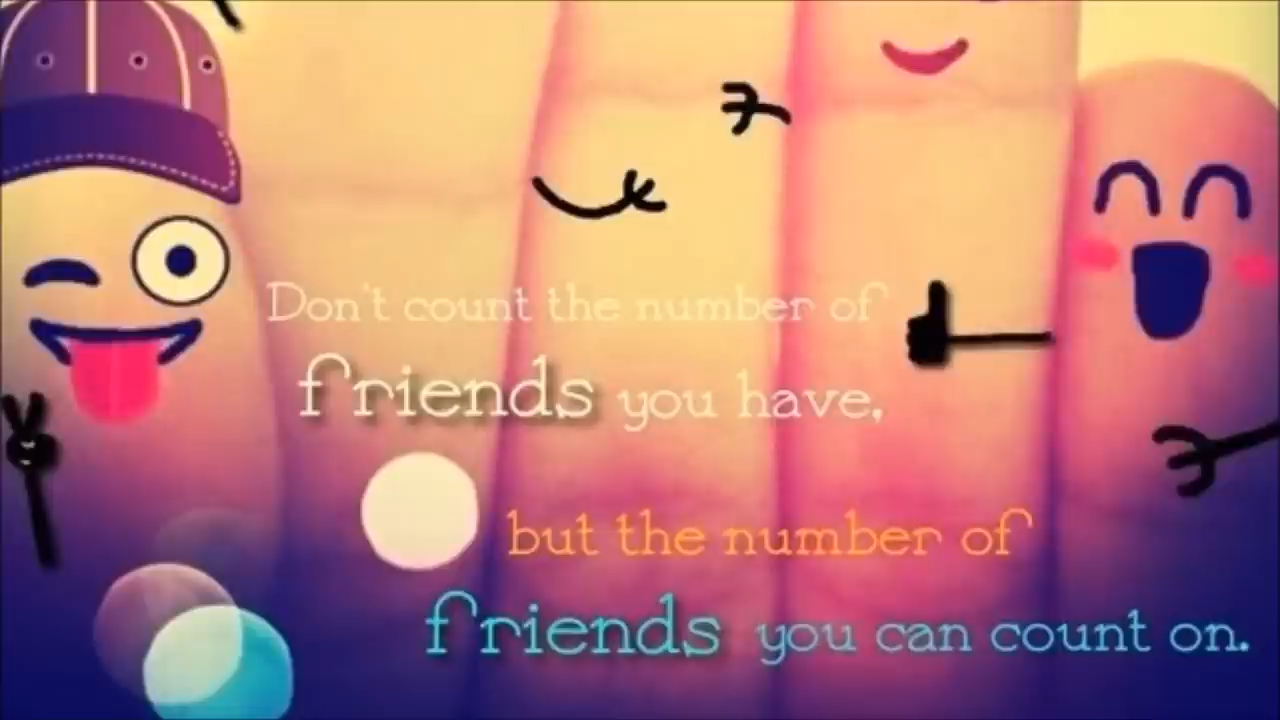 Don't count the number of
friends you have,
but the number of
friends you can count on.